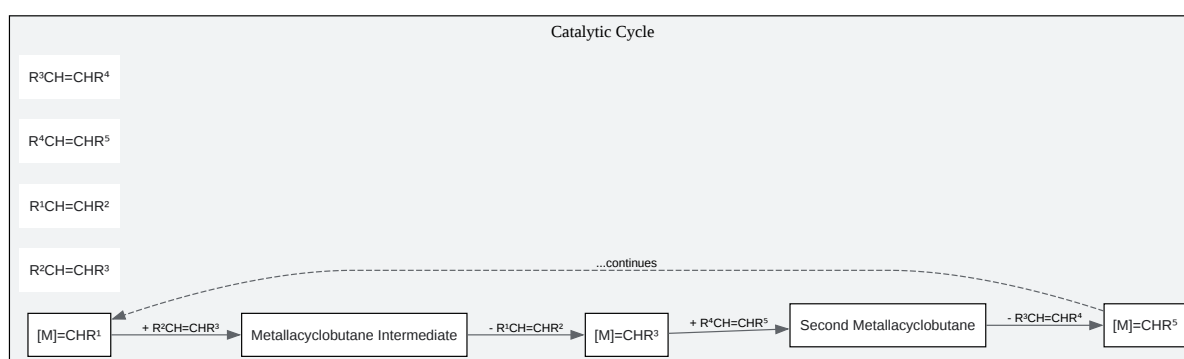 Catalytic Cycle
R³CH=CHR⁴
R⁴CH=CHR⁵
R¹CH=CHR²
R²CH=CHR³
...continues
[M]=CHR¹
+ R²CH=CHR³
Metallacyclobutane Intermediate
- R¹CH=CHR²
[M]=CHR³
+ R⁴CH=CHR⁵
Second Metallacyclobutane
- R³CH=CHR⁴
[M]=CHR⁵